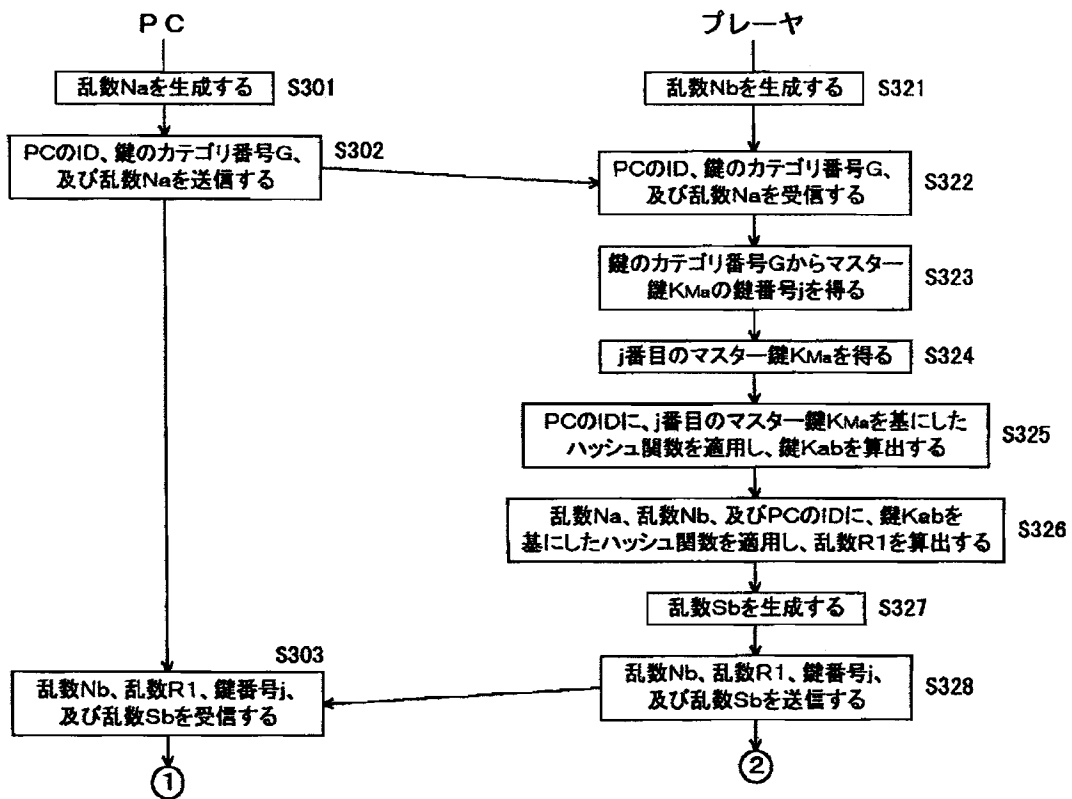 PC
プレーヤ
乱数Naを生成する
S301
乱数Nbを生成する
S321
PCのID、鍵のカテゴリ番号G、
及び乱数Naを送信する
S302
PCのID、鍵のカテゴリ番号G、
及び乱数Naを受信する
S322
鍵のカテゴリ番号Gからマスター
鍵KMaの鍵番号jを得る
S323
j番目のマスター鍵KMaを得る
S324
PCのIDに、j番目のマスター鍵KMaを基にした
ハッシュ関数を適用し、鍵Kabを算出する
S325
乱数Na、乱数Nb、及びPCのIDに、鍵Kabを
基にしたハッシュ関数を適用し、乱数R1を算出する
S326
乱数Sbを生成する
S327
S303
乱数Nb、乱数R1、鍵番号j、
及び乱数Sbを受信する
乱数Nb、乱数R1、鍵番号j、
及び乱数Sbを送信する
S328
①
②